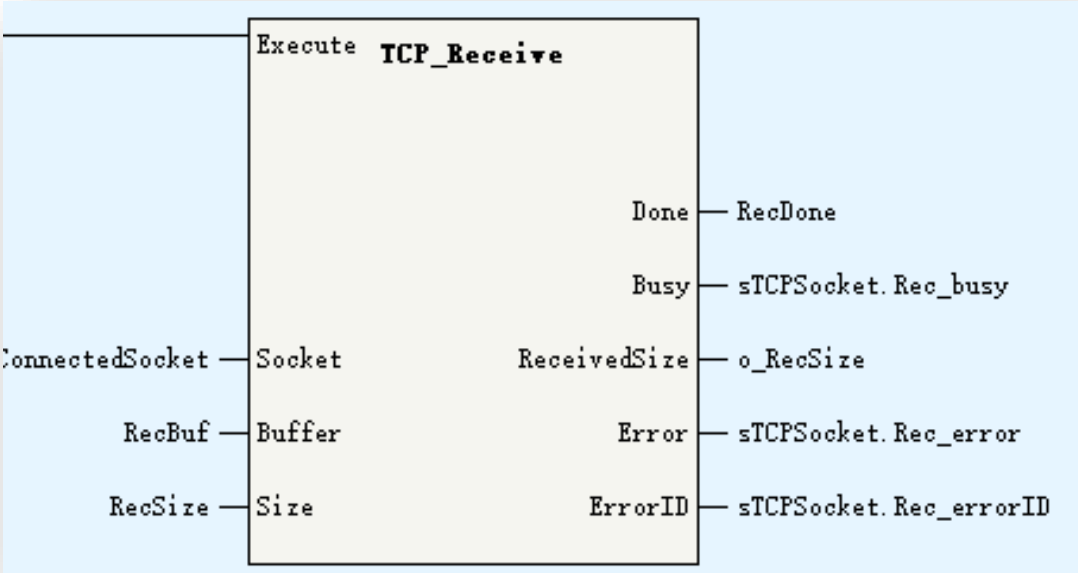 Execute TCP_Receive
Done RecDone
Busy sTCPSocket.Rec_busy
ConnectedSocket Socket ReceivedSize o_RecSize
RecBuf Buffer Error sTCPSocket.Rec_error
RecSize Size ErrorID sTCPSocket.Rec_errorID